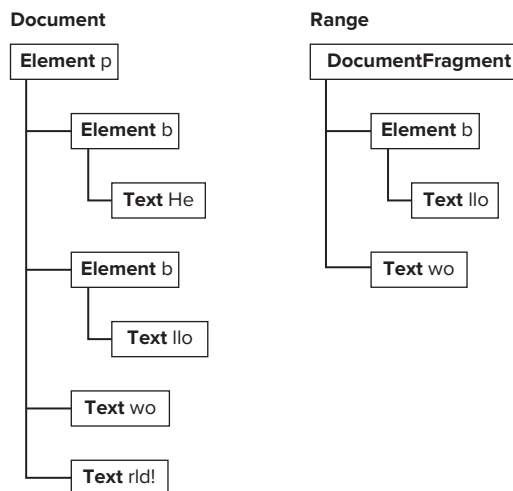 Document
Element p
Element b
Text He
Element b
Text llo
Text wo
Text rld!
Range
DocumentFragment
Element b
Text llo
Text wo